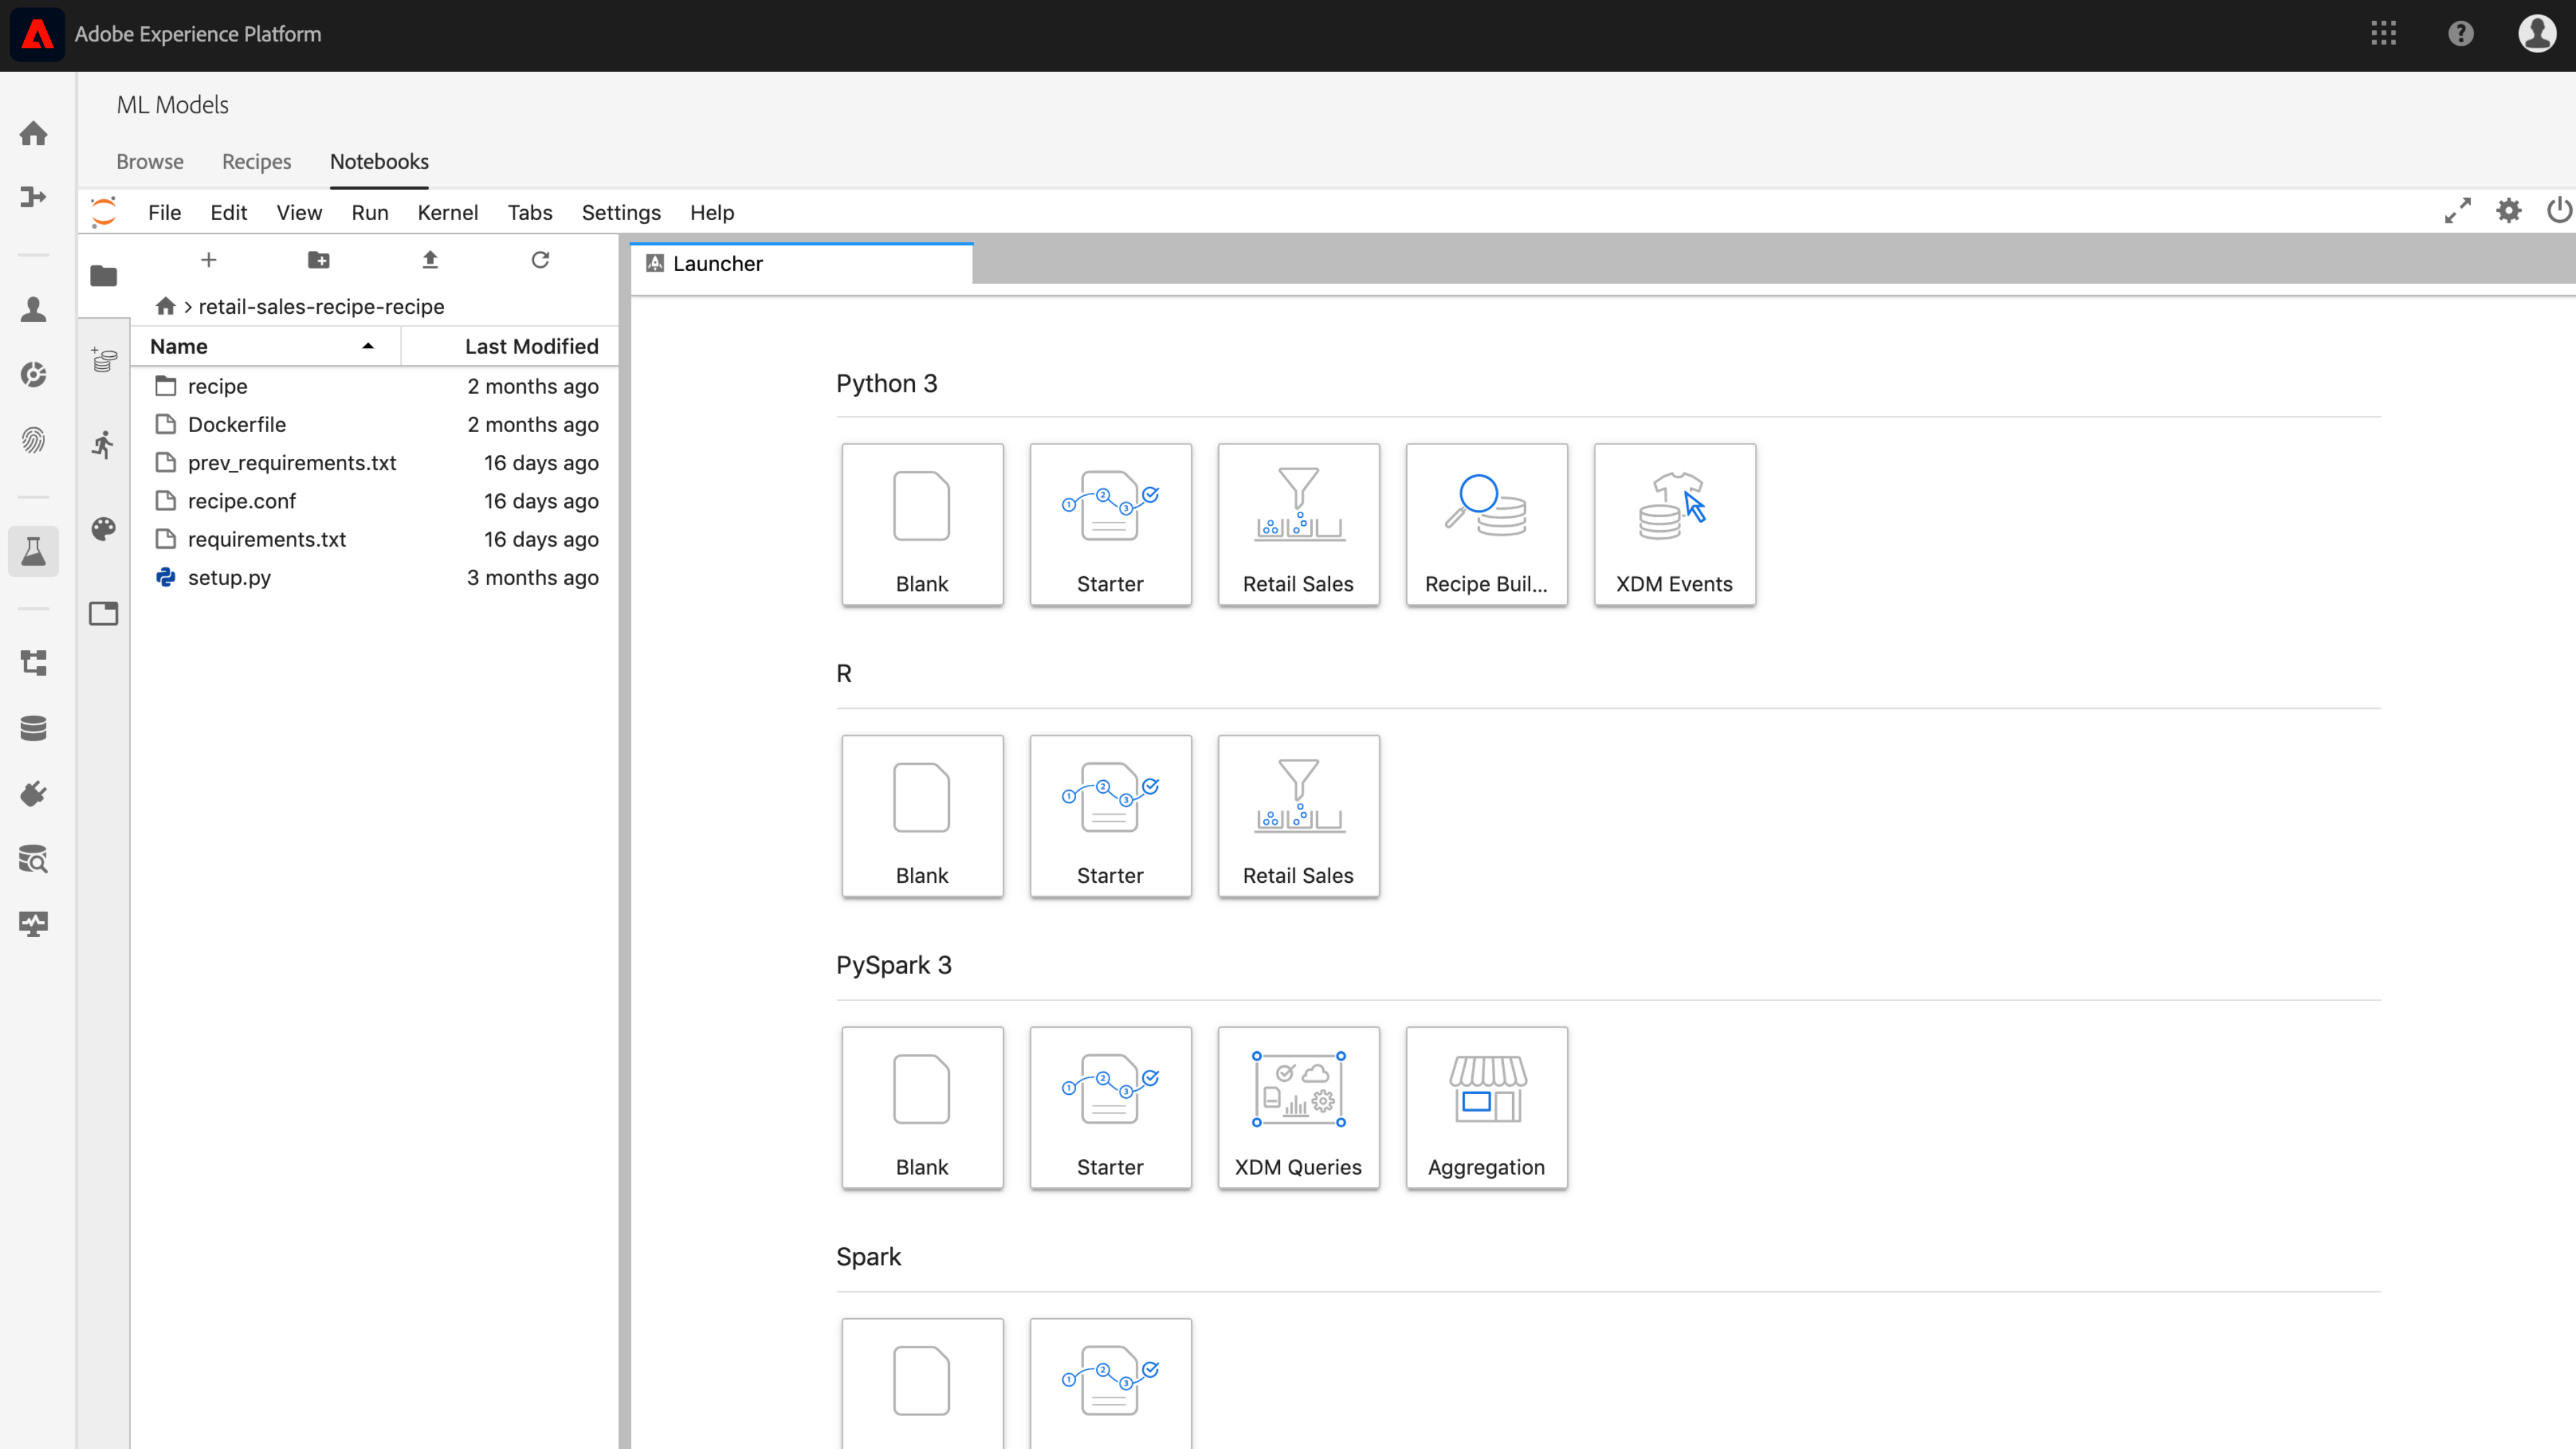 Adobe Experience Platform
ML Models
Browse Recipes Notebooks
File Edit View Run Kernel Tabs Settings Help
Launcher
> retail-sales-recipe-recipe
Name Last Modified
recipe 2 months ago
Dockerfile 2 months ago
prev_requirements.txt 16 days ago
recipe.conf 16 days ago
requirements.txt 16 days ago
setup.py 3 months ago
Python 3
Blank Starter Retail Sales Recipe Buil... XDM Events
R
Blank Starter Retail Sales
PySpark 3
Blank Starter XDM Queries Aggregation
Spark